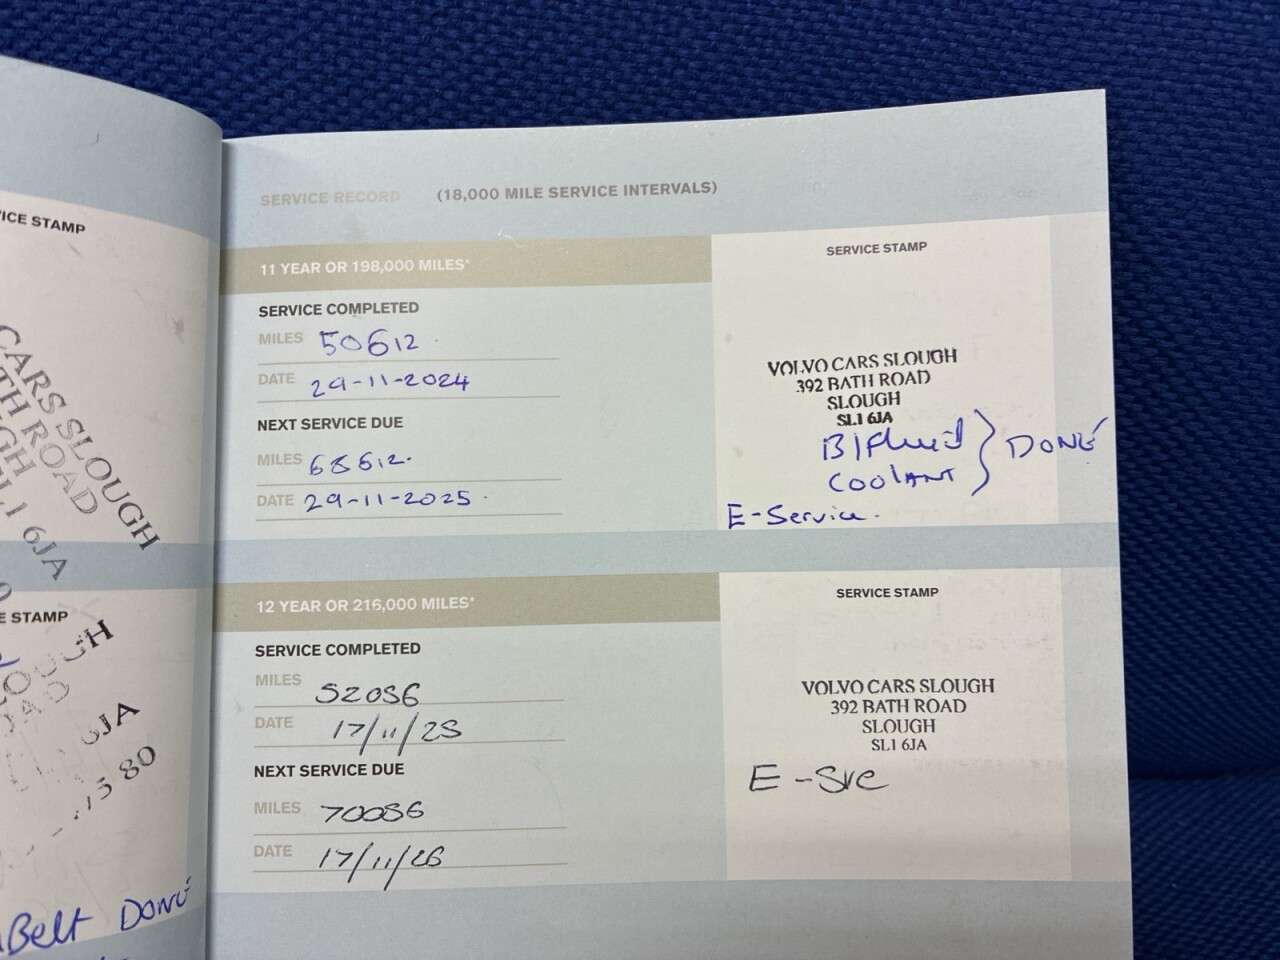 ICE STAMP
CARS SLOUGH
TH ROAD
GH
L1 6JA
E STAMP
GH
6JA
80
Belt DONE
SERVICE RECORD (18,000 MILE SERVICE INTERVALS)
11 YEAR OR 198,000 MILES*
SERVICE COMPLETED
MILES 50612
DATE 29-11-2024
NEXT SERVICE DUE
MILES 68612
DATE 29-11-2025
SERVICE STAMP
VOLVO CARS SLOUGH
392 BATH ROAD
SLOUGH
SL1 6JA
B/Fluid } DONE
COOLANT
E-Service.
12 YEAR OR 216,000 MILES*
SERVICE COMPLETED
MILES 52056
DATE 17/11/25
NEXT SERVICE DUE
MILES 70056
DATE 17/11/26
SERVICE STAMP
VOLVO CARS SLOUGH
392 BATH ROAD
SLOUGH
SL1 6JA
E-Sve